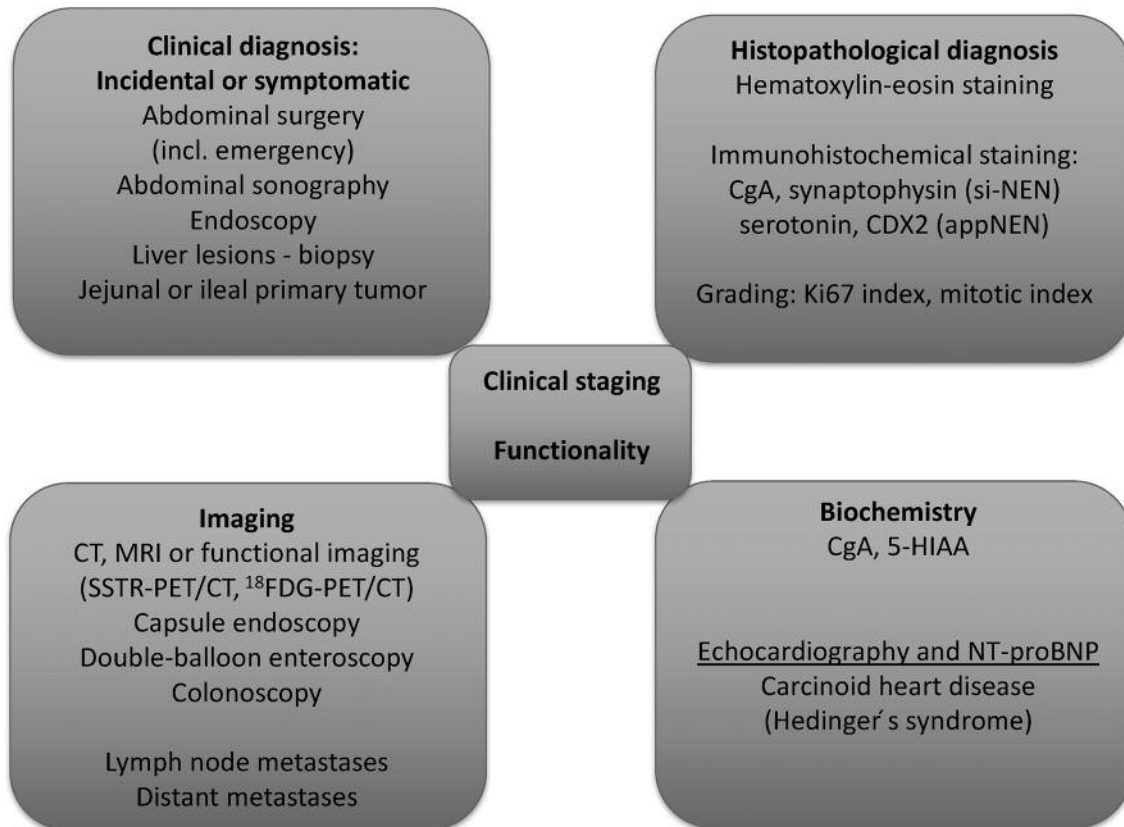 Clinical diagnosis:
Incidental or symptomatic
Abdominal surgery
(incl. emergency)
Abdominal sonography
Endoscopy
Liver lesions - biopsy
Jejunal or ileal primary tumor
Histopathological diagnosis
Hematoxylin-eosin staining
Immunohistochemical staining:
CgA, synaptophysin (si-NEN)
serotonin, CDX2 (appNEN)
Grading: Ki67 index, mitotic index
Clinical staging
Functionality
Imaging
CT, MRI or functional imaging
(SSTR-PET/CT, ¹⁸FDG-PET/CT)
Capsule endoscopy
Double-balloon enteroscopy
Colonoscopy
Lymph node metastases
Distant metastases
Biochemistry
CgA, 5-HIAA
Echocardiography and NT-proBNP
Carcinoid heart disease
(Hedinger´s syndrome)